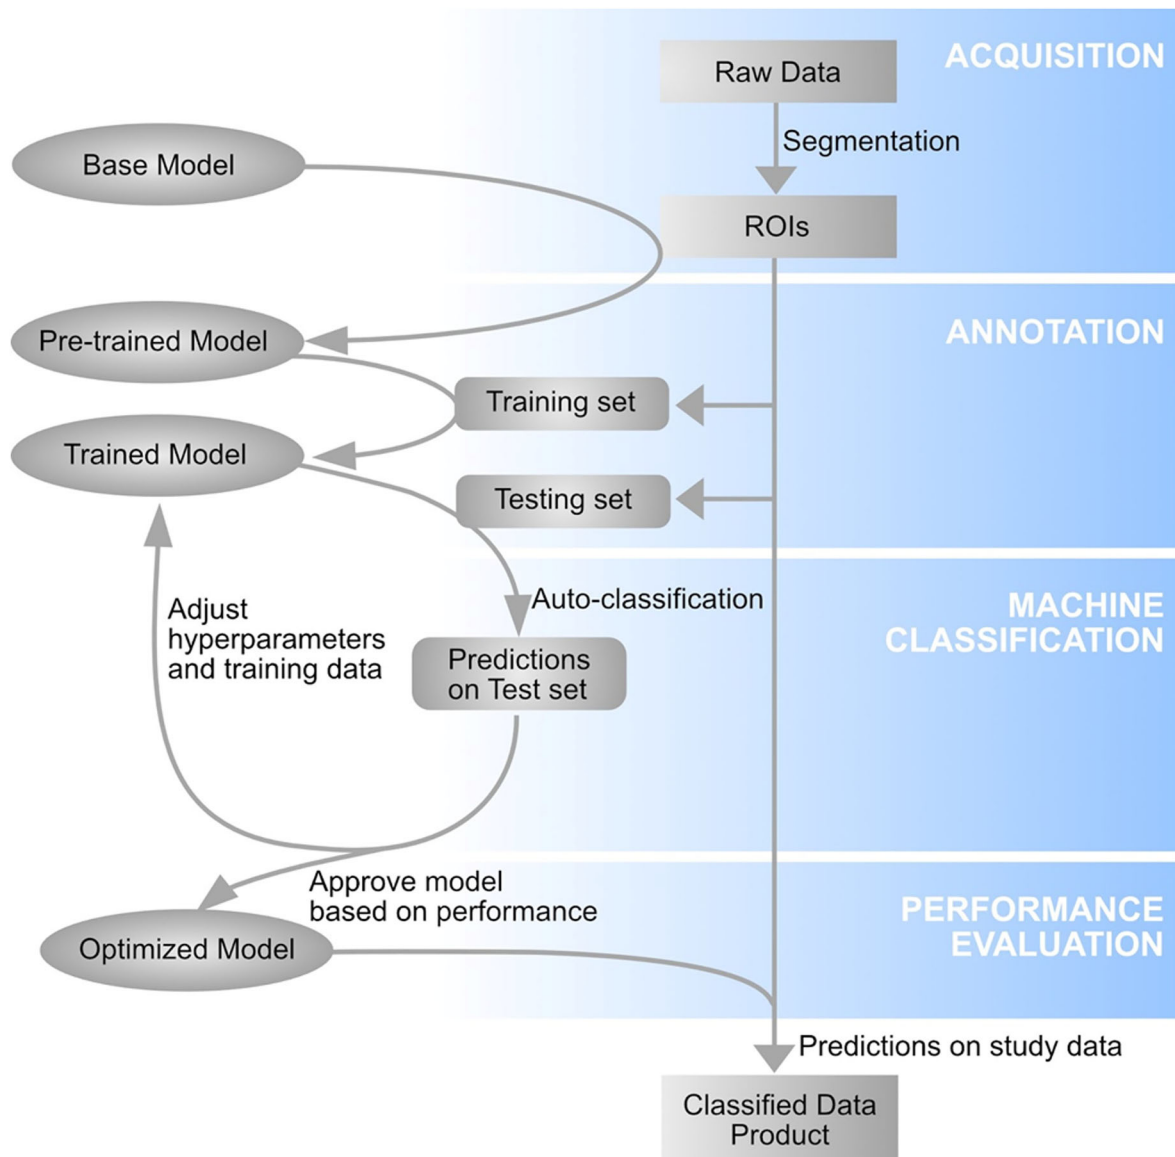 ACQUISITION
Raw Data
Segmentation
Base Model
ROIs
ANNOTATION
Pre-trained Model
Training set
Trained Model
Testing set
MACHINE
CLASSIFICATION
Auto-classification
Adjust
hyperparameters
and training data
Predictions
on Test set
Approve model
based on performance
PERFORMANCE
EVALUATION
Optimized Model
Predictions on study data
Classified Data
Product